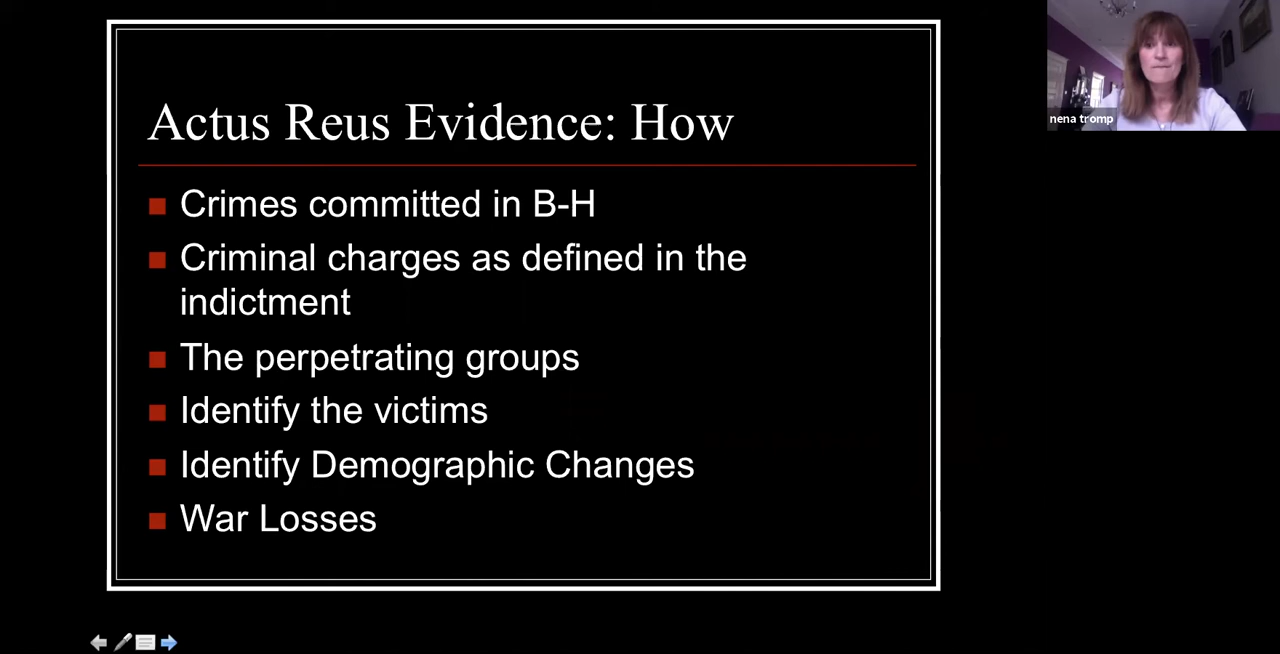 Actus Reus Evidence: How
Crimes committed in B-H
Criminal charges as defined in the
indictment
The perpetrating groups
Identify the victims
Identify Demographic Changes
War Losses
nena tromp